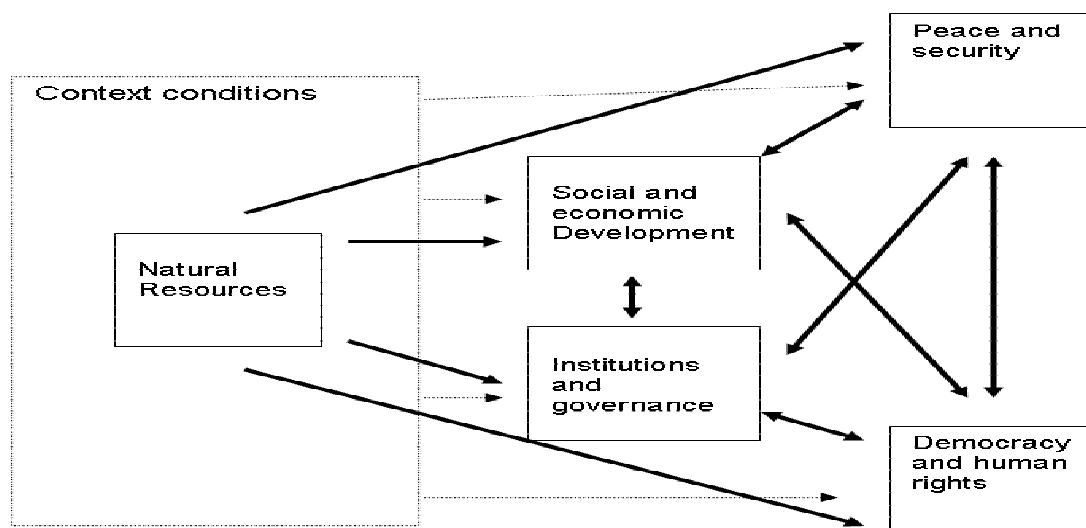 Peace and
security
Context conditions
Social and
economic
Development
Natural
Resources
Institutions
and
governance
Democracy
and human
rights